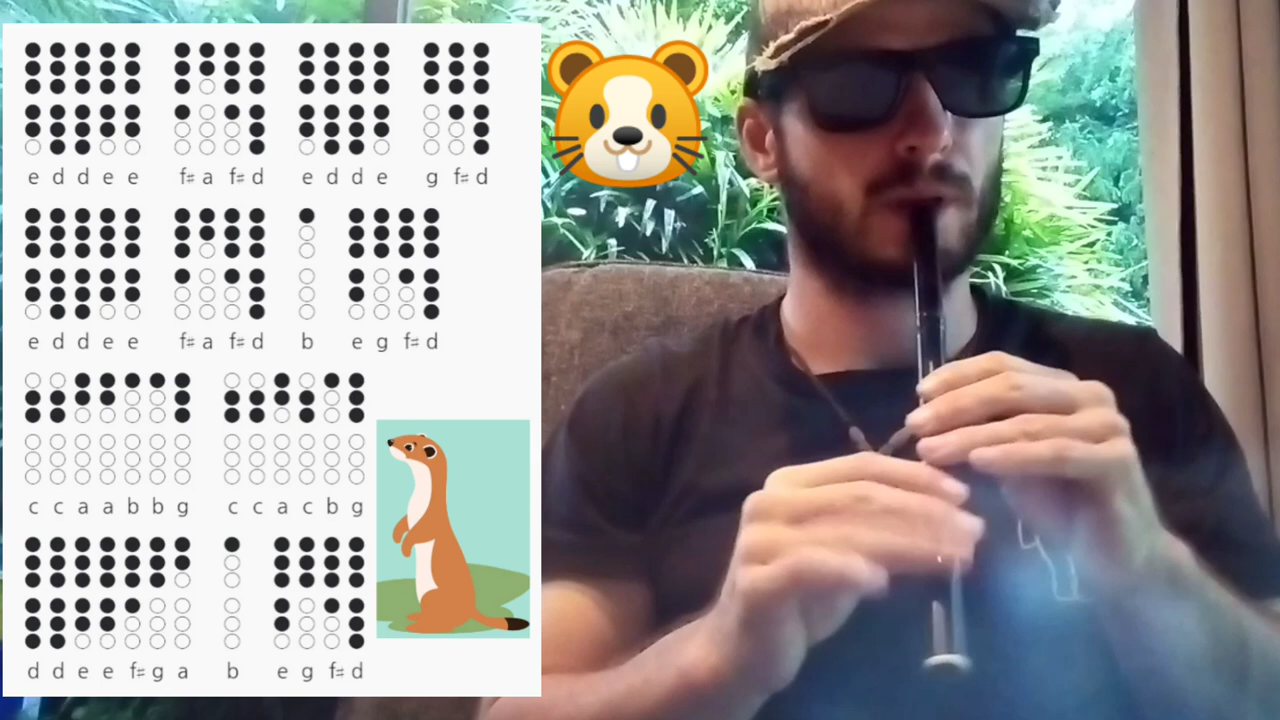 e d d e e f♯ a f♯ d e d d e g f♯ d
e d d e e f♯ a f♯ d b e g f♯ d
c c a a b b g c c a c b g
d d e e f♯ g a b e g f♯ d